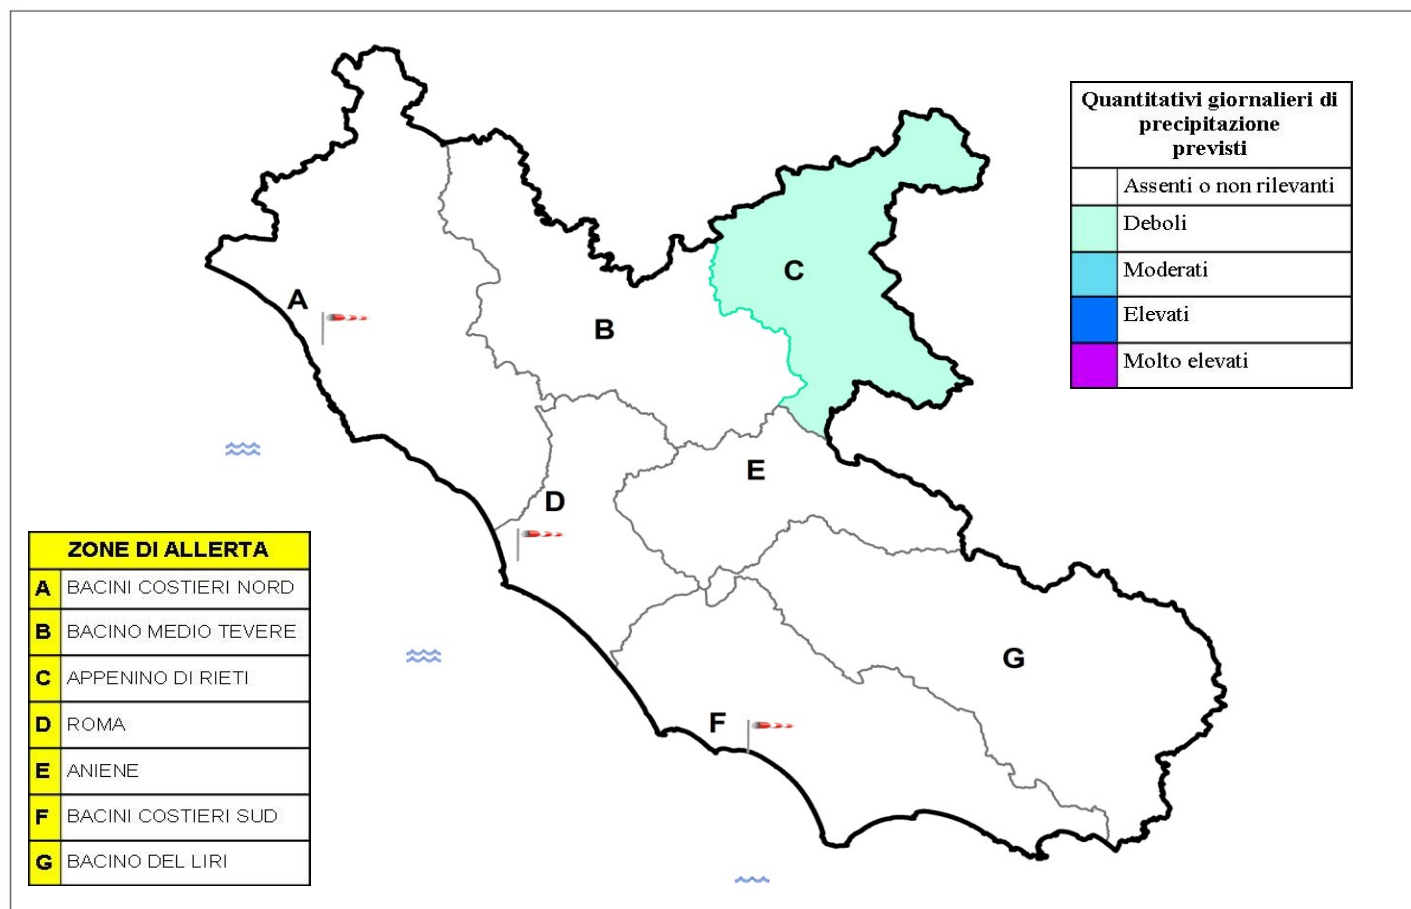 Quantitativi giornalieri di
precipitazione
previsti
Assenti o non rilevanti
Deboli
Moderati
Elevati
Molto elevati
A
B
C
D
E
F
G
ZONE DI ALLERTA
A BACINI COSTIERI NORD
B BACINO MEDIO TEVERE
C APPENINO DI RIETI
D ROMA
E ANIENE
F BACINI COSTIERI SUD
G BACINO DEL LIRI